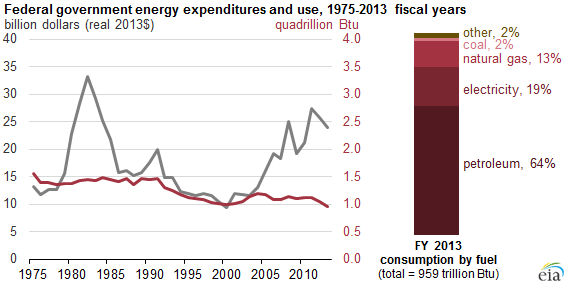 Federal government energy expenditures and use, 1975-2013 fiscal years
billion dollars (real 2013$)
quadrillion Btu
40
35
30
25
20
15
10
5
0
4.0
3.5
3.0
2.5
2.0
1.5
1.0
0.5
0.0
1975 1980 1985 1990 1995 2000 2005 2010
other, 2%
coal, 2%
natural gas, 13%
electricity, 19%
petroleum, 64%
FY 2013
consumption by fuel
(total = 959 trillion Btu)
eia